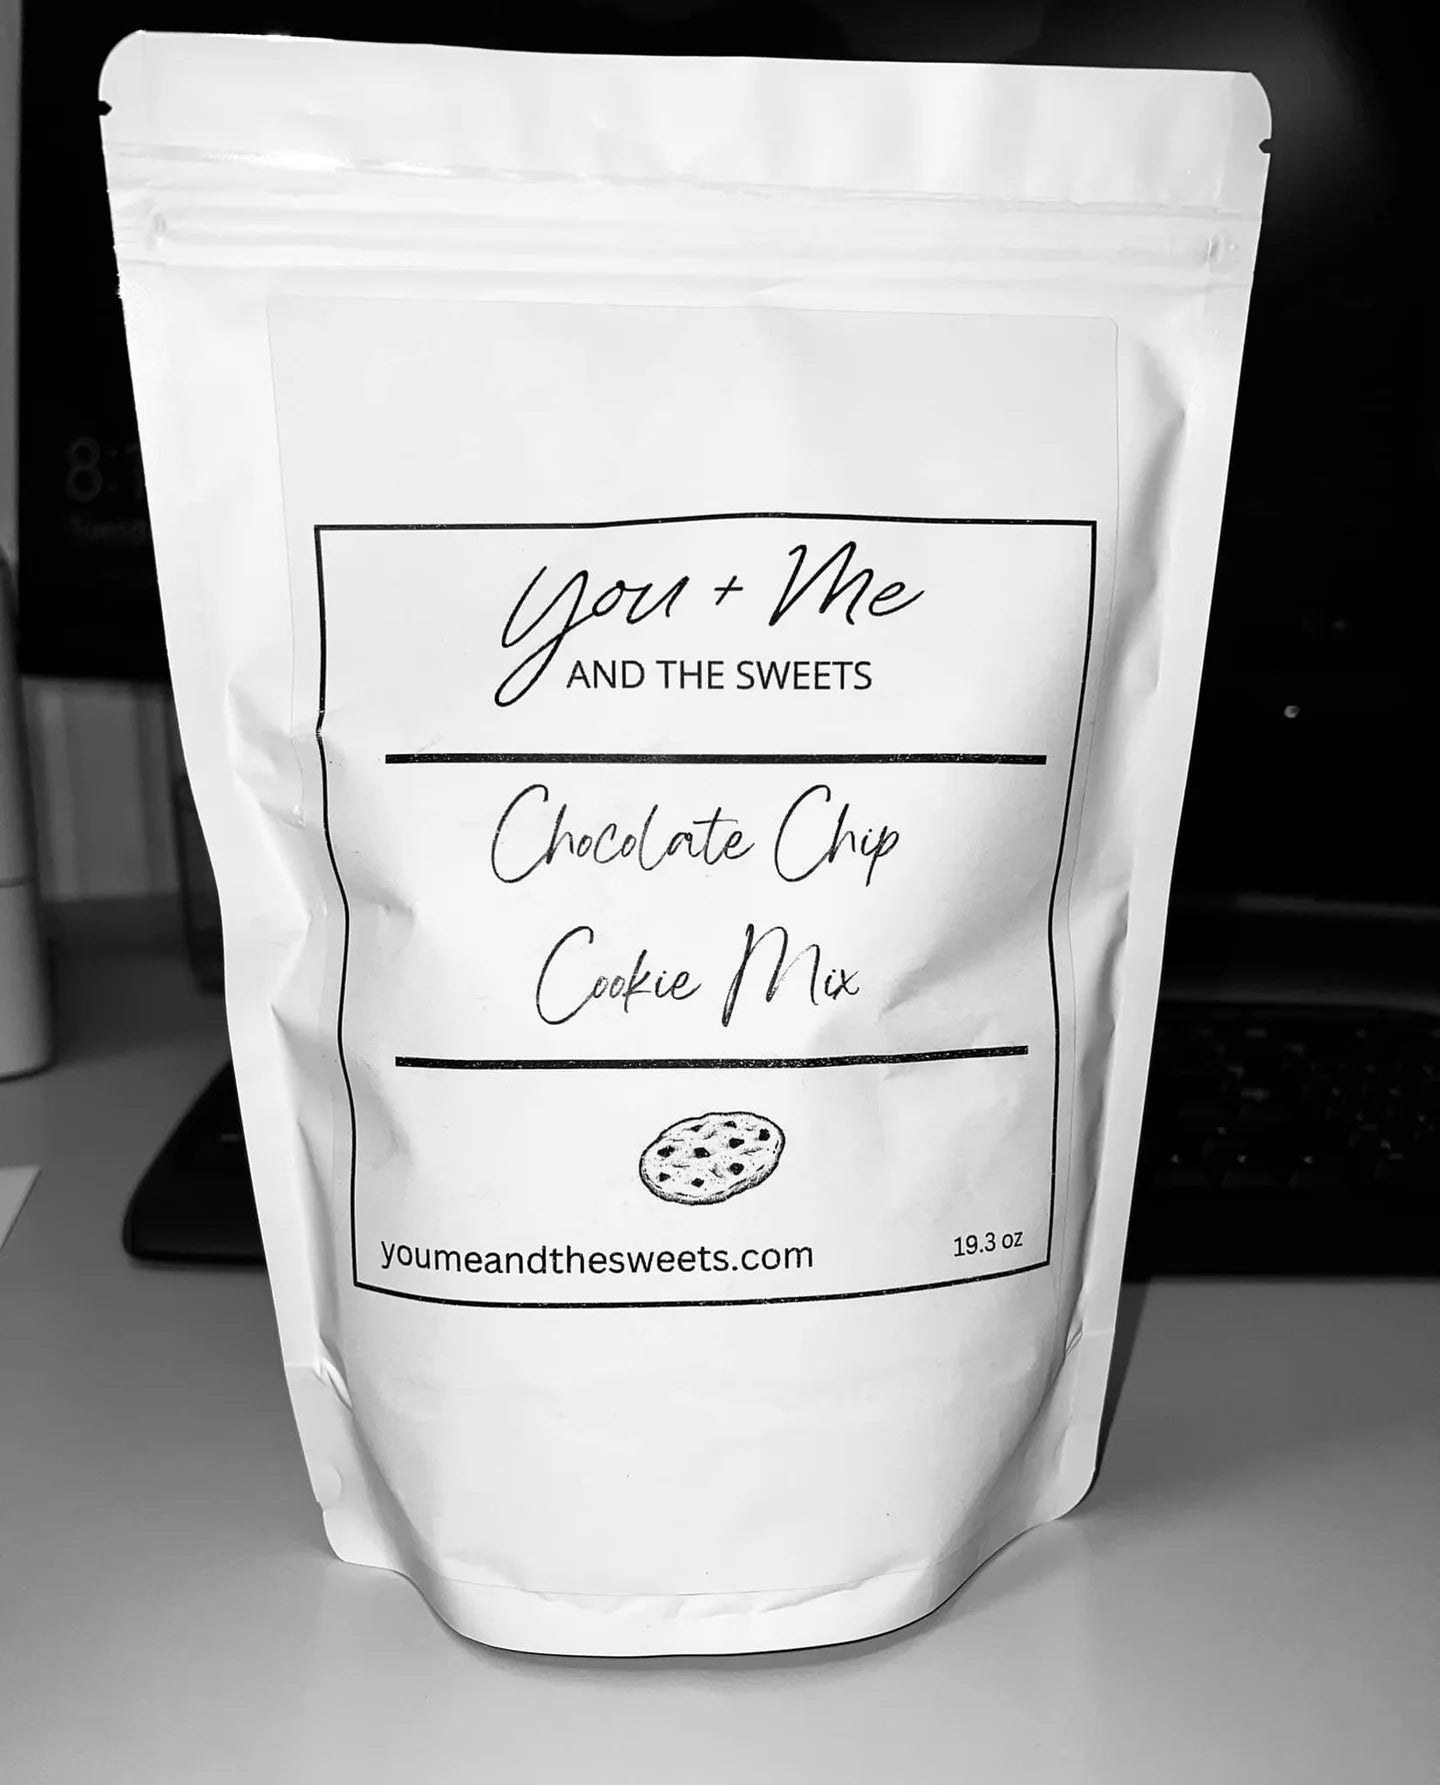 You + Me
AND THE SWEETS
Chocolate Chip
Cookie Mix
youmeandthesweets.com
19.3 oz